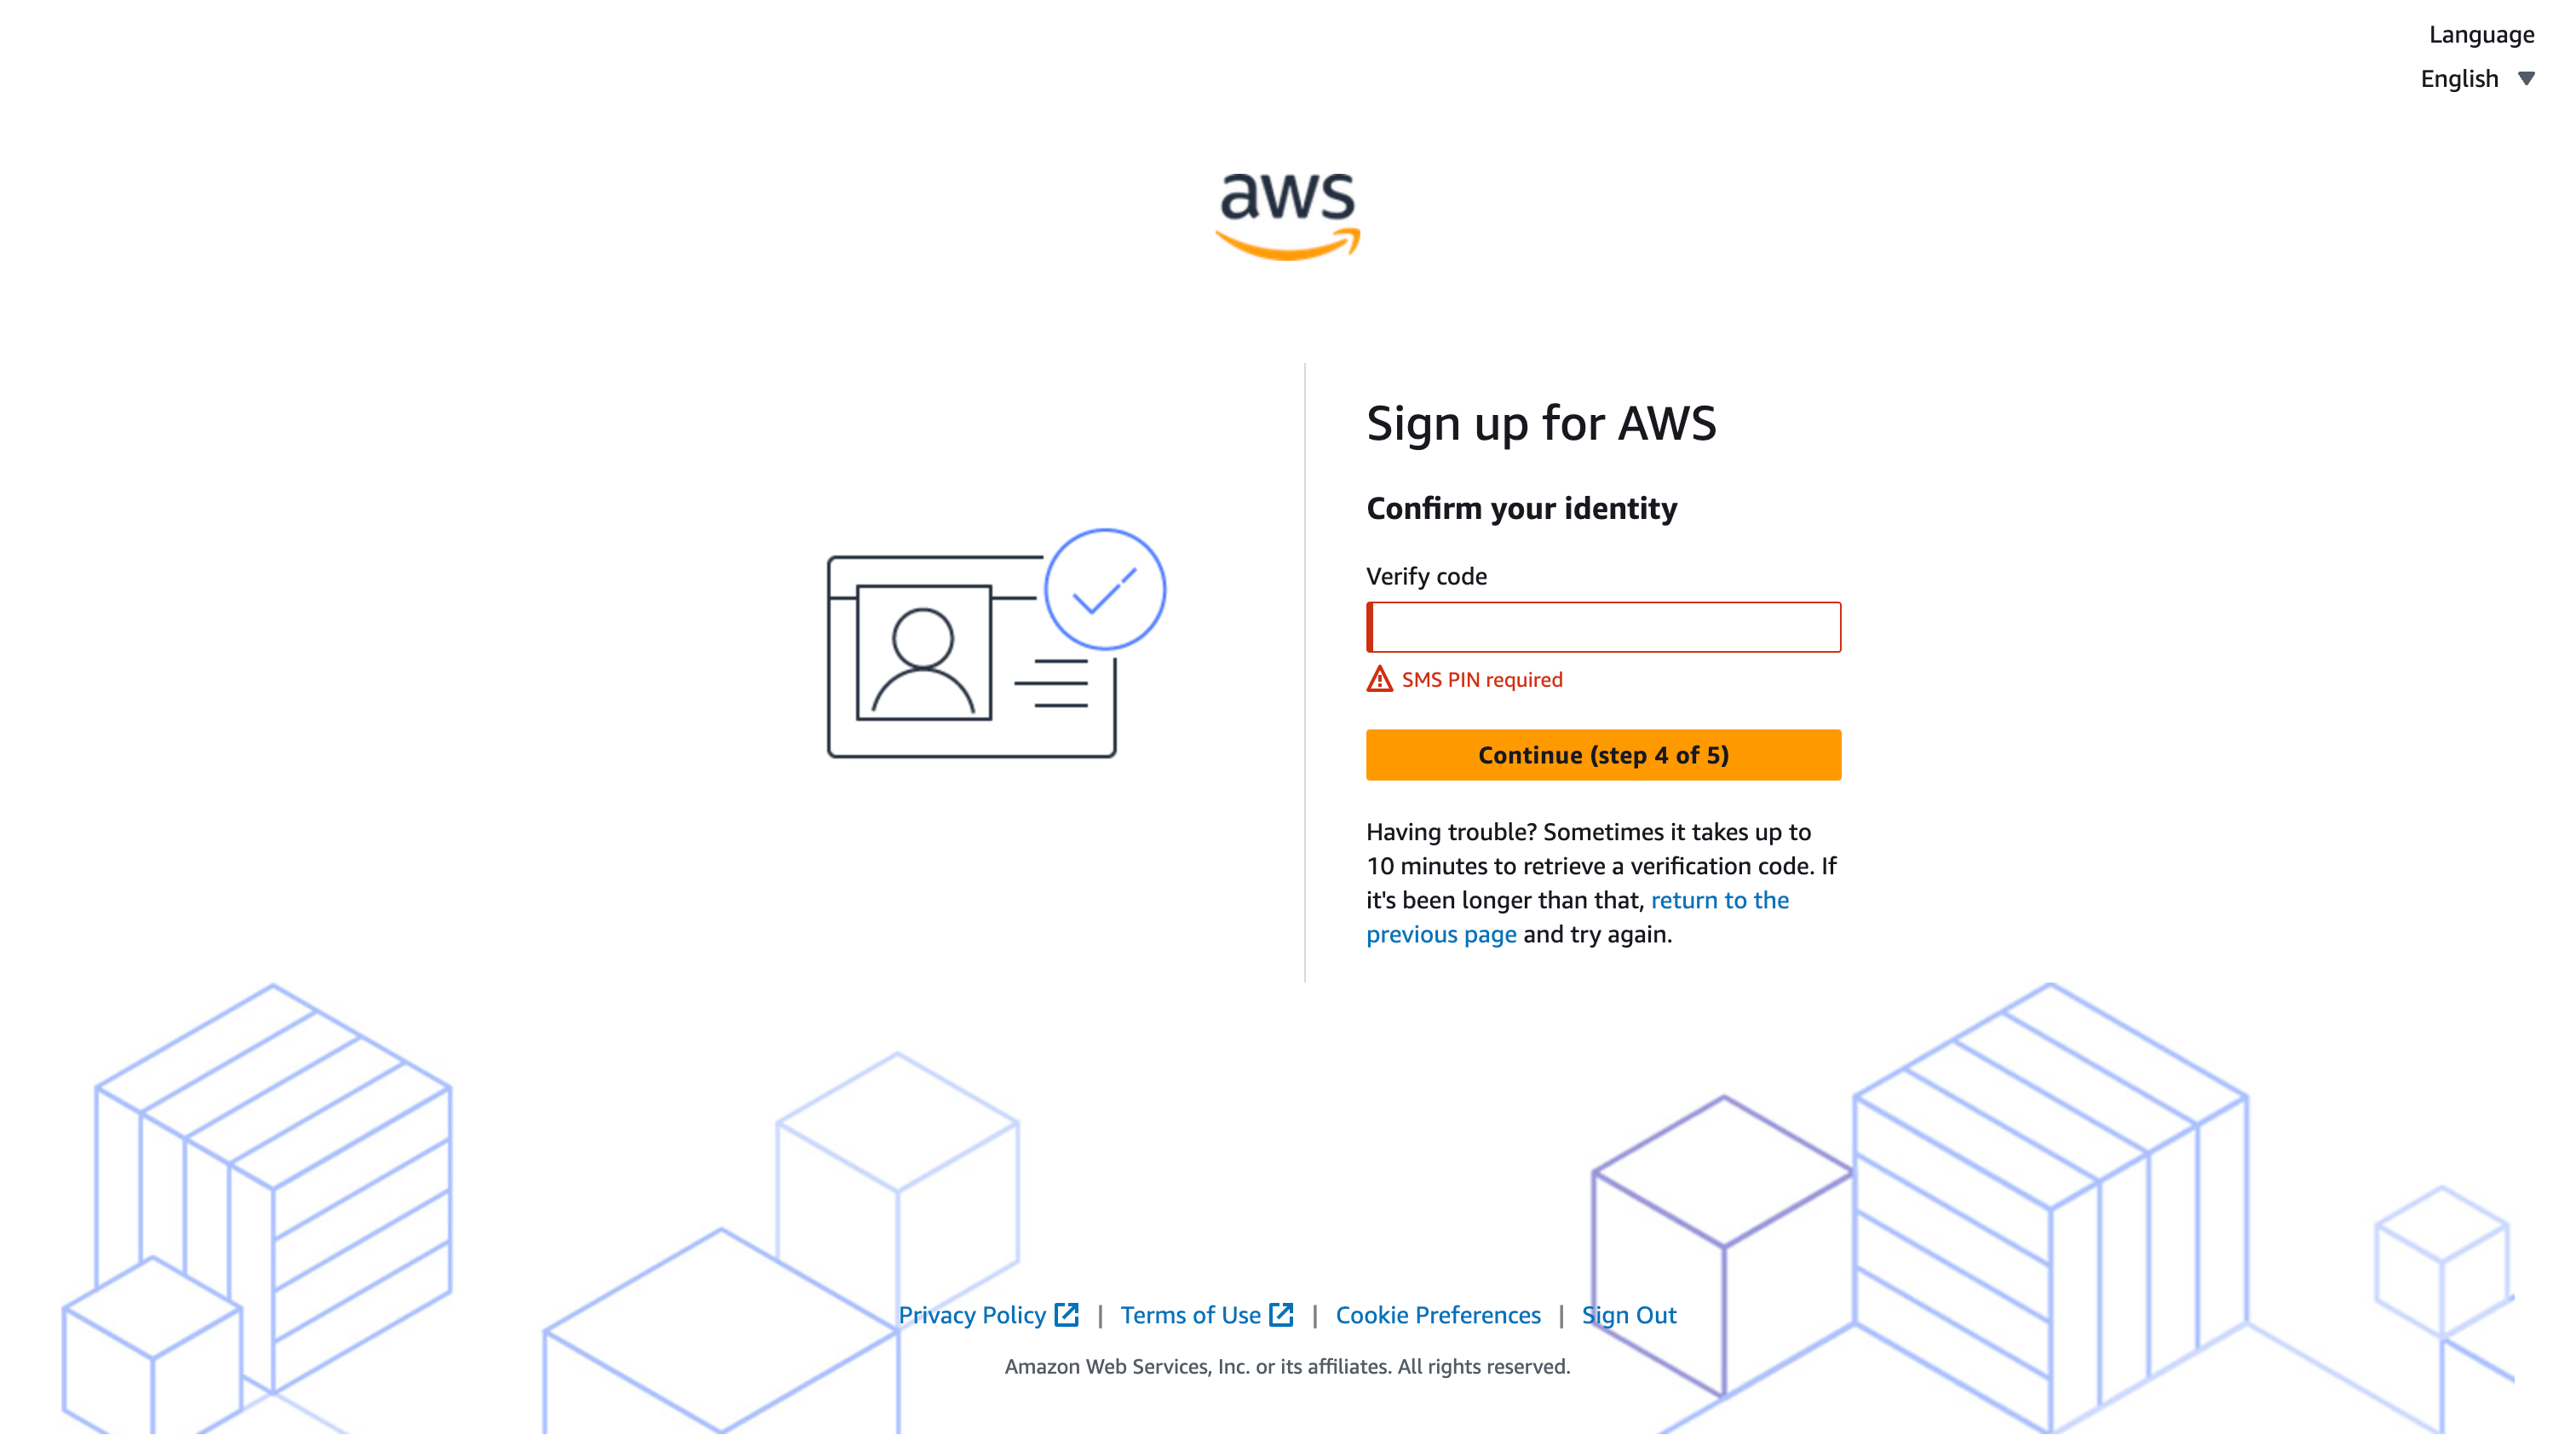 Language
English
aws
Sign up for AWS
Confirm your identity
Verify code
SMS PIN required
Continue (step 4 of 5)
Having trouble? Sometimes it takes up to
10 minutes to retrieve a verification code. If
it's been longer than that, return to the
previous page and try again.
Privacy Policy | Terms of Use | Cookie Preferences | Sign Out
Amazon Web Services, Inc. or its affiliates. All rights reserved.